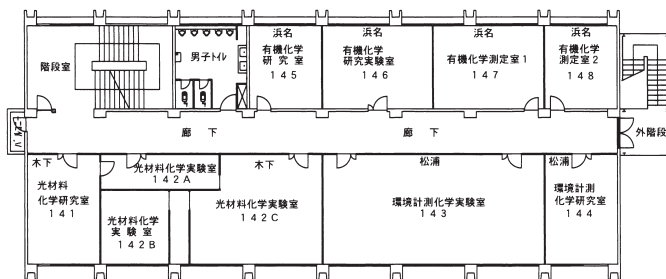 階段室
男子トイレ
浜名
有機化学
研究室
145
浜名
有機化学
研究実験室
146
浜名
有機化学測定室1
147
浜名
有機化学
測定室2
148
バルコニー
廊下
廊下
外階段
木下
光材料
化学研究室
141
光材料化学実験室
142A
光材料化学
実験室
142B
木下
光材料化学実験室
142C
松浦
環境計測化学実験室
143
松浦
環境計測
化学研究室
144